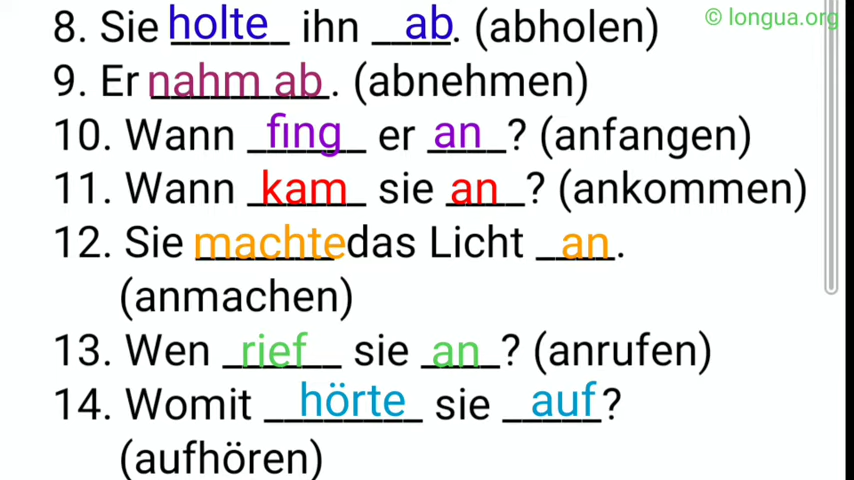 © longua.org
8. Sie holte ihn ab. (abholen)
9. Er nahm ab. (abnehmen)
10. Wann fing er an? (anfangen)
11. Wann kam sie an? (ankommen)
12. Sie machte das Licht an.
(anmachen)
13. Wen rief sie an? (anrufen)
14. Womit hörte sie auf?
(aufhören)